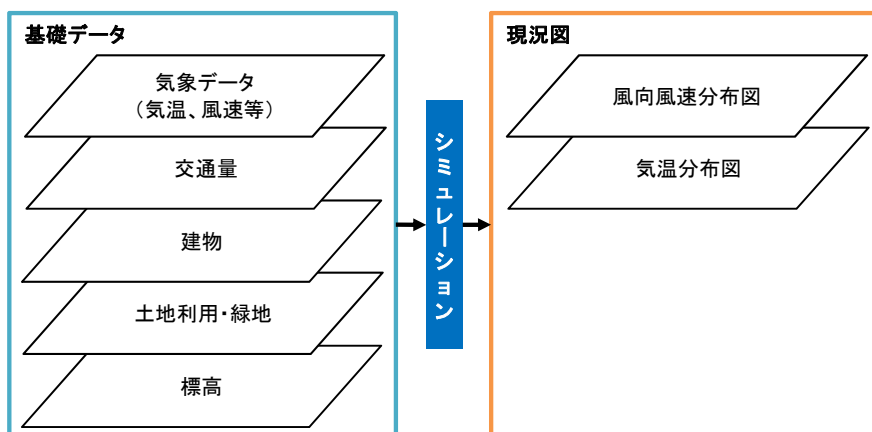 基礎データ
気象データ
（気温、風速等）
交通量
建物
土地利用・緑地
標高
シミュレーション
現況図
風向風速分布図
気温分布図